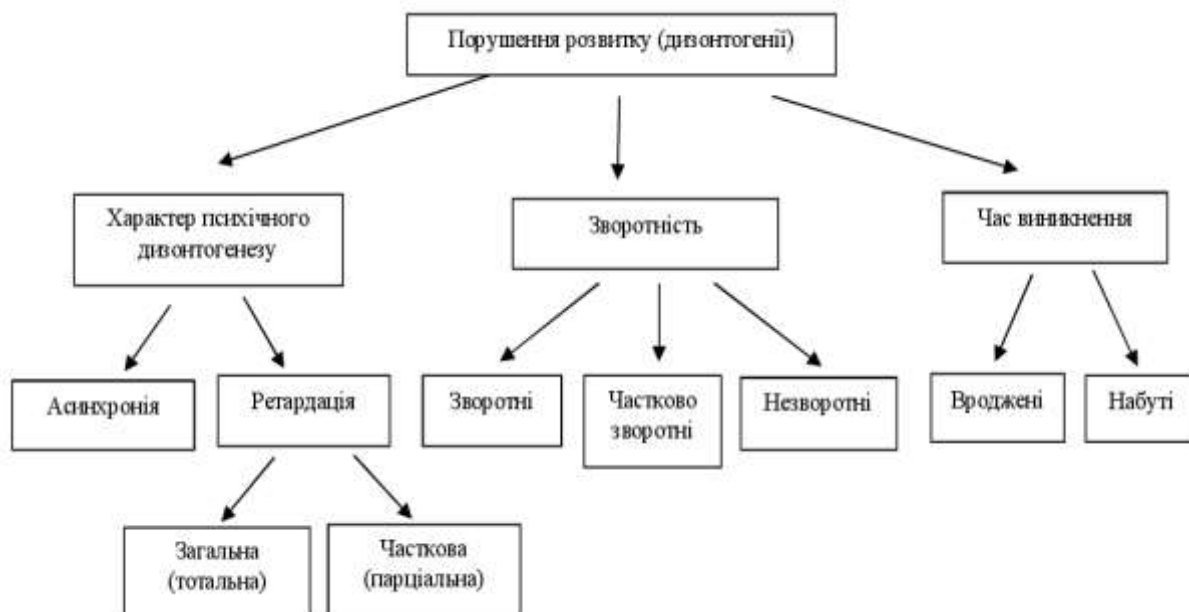 Порушення розвитку (дизонтогенії)
Характер психічного
дизонтогенезу
Зворотність
Час виникнення
Асинхронія
Ретардація
Зворотні
Частково
зворотні
Незворотні
Вроджені
Набуті
Загальна
(тотальна)
Часткова
(парціальна)